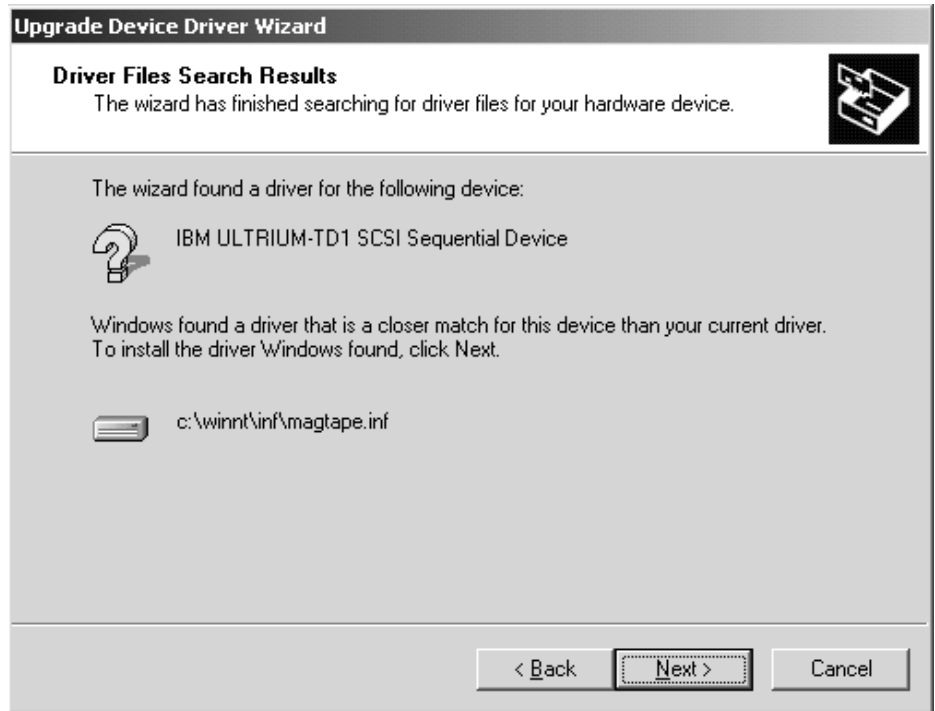 Upgrade Device Driver Wizard
Driver Files Search Results
The wizard has finished searching for driver files for your hardware device.
The wizard found a driver for the following device:
IBM ULTRIUM-TD1 SCSI Sequential Device
Windows found a driver that is a closer match for this device than your current driver.
To install the driver Windows found, click Next.
c:\winnt\inf\magtape.inf
< Back Next > Cancel